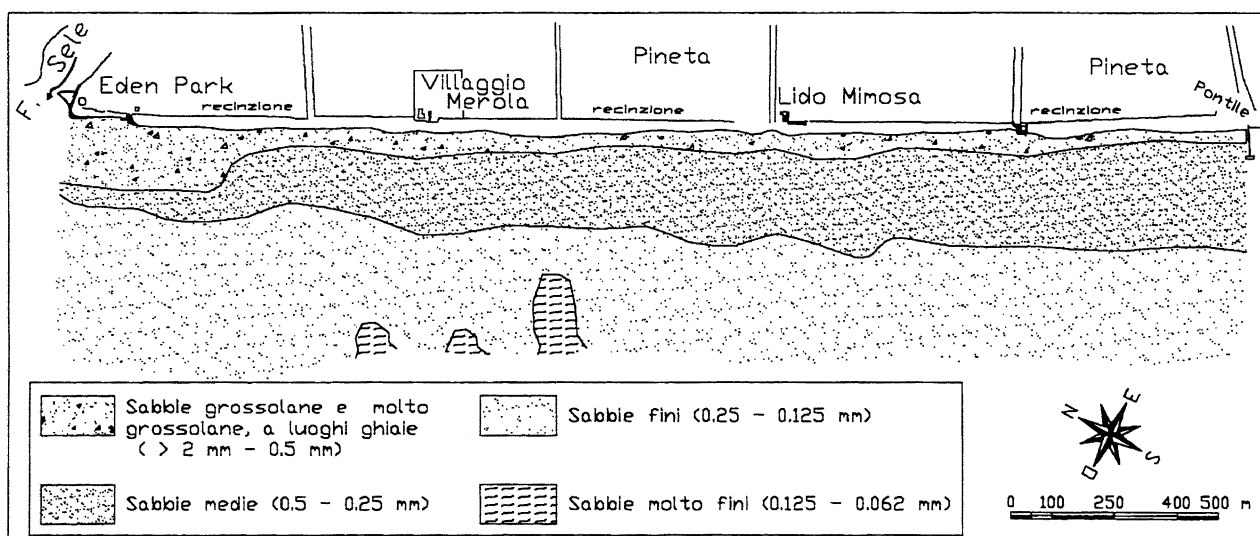 F. Sele
Eden Park
recinzione
Villaggio
Merola
Pineta
recinzione
Lido Mimosa
Pineta
recinzione
Pontile
Sabbie grossolane e molto
grossolane, a luoghi ghiaie
( > 2 mm - 0.5 mm)
Sabbie fini (0.25 - 0.125 mm)
Sabbie medie (0.5 - 0.25 mm)
Sabbie molto fini (0.125 - 0.062 mm)
N
E
S
O
0 100 250 400 500 m